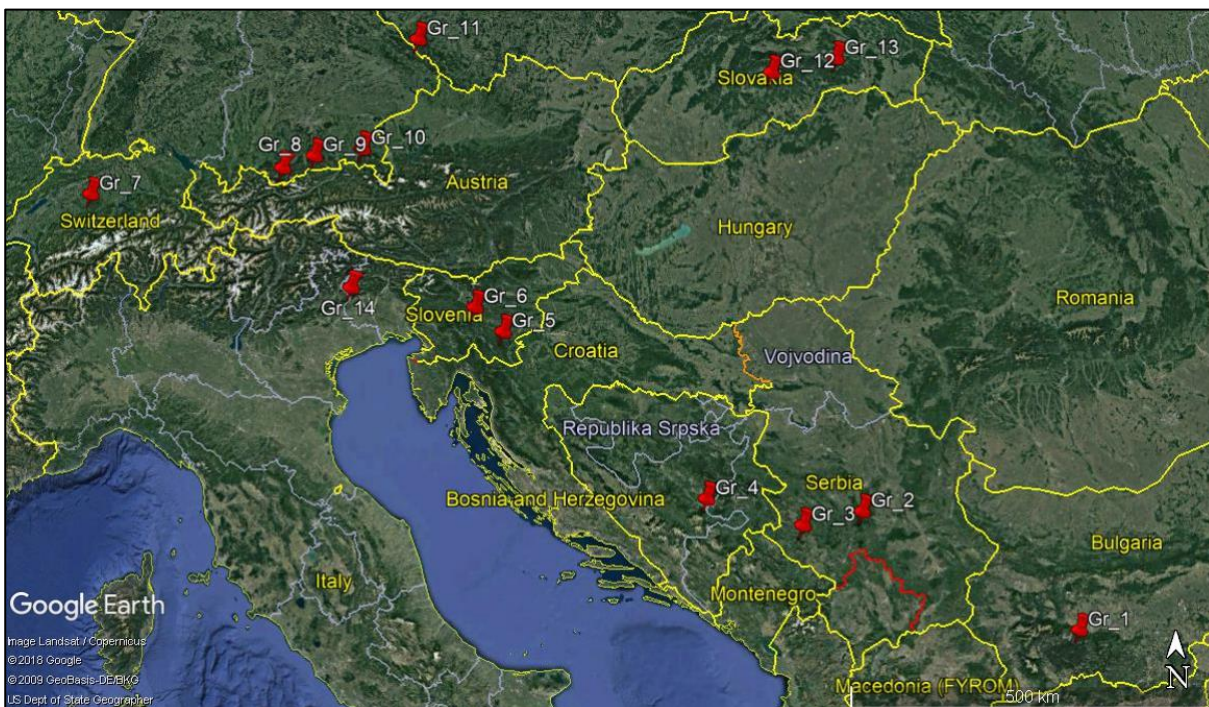 Gr_11
Gr_13
Gr_12
Slovakia
Gr_10
Gr_9
Gr_8
Gr_7
Austria
Switzerland
Hungary
Romania
Gr_6
Gr_14
Slovenia
Gr_5
Croatia
Vojvodina
Republika Srpska
Serbia
Gr_4
Bosnia and Herzegovina
Gr_2
Gr_3
Bulgaria
Italy
Montenegro
Google Earth
Gr_1
Image Landsat / Copernicus
© 2018 Google
© 2009 GeoBasis-DE/BKG
US Dept of State Geographer
N
Macedonia (FYROM)
500 km